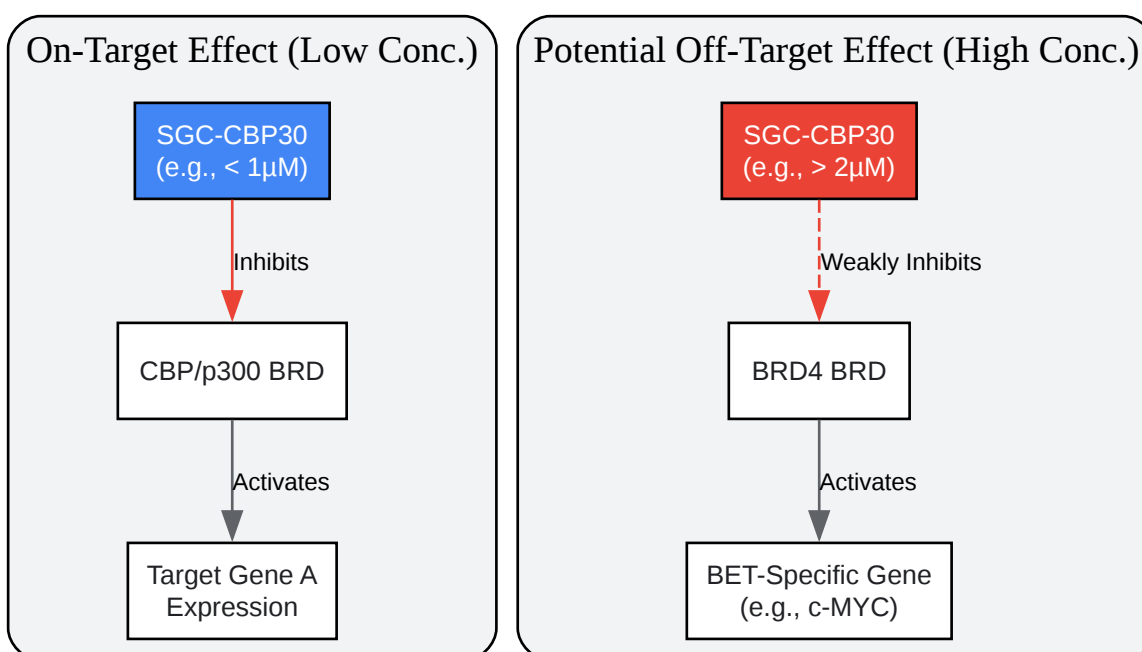 On-Target Effect (Low Conc.)
SGC-CBP30
(e.g., < 1µM)
Inhibits
CBP/p300 BRD
Activates
Target Gene A
Expression
Potential Off-Target Effect (High Conc.)
SGC-CBP30
(e.g., > 2µM)
Weakly Inhibits
BRD4 BRD
Activates
BET-Specific Gene
(e.g., c-MYC)